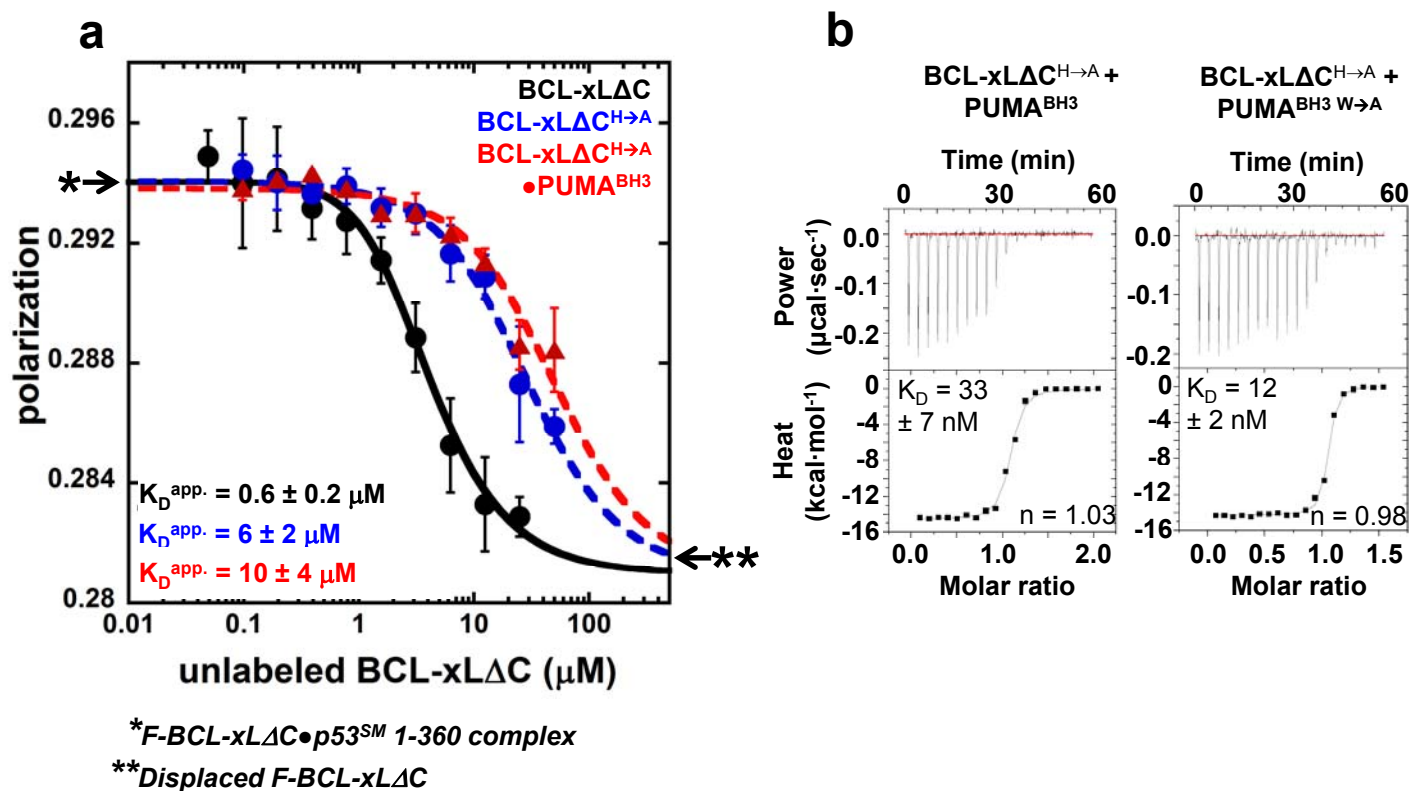 a
BCL-xLΔC
BCL-xLΔC^H→A
BCL-xLΔC^H→A
●PUMA^BH3
0.296
0.292
0.288
0.284
0.28
*
**
polarization
K_D^app. = 0.6 ± 0.2 μM
K_D^app. = 6 ± 2 μM
K_D^app. = 10 ± 4 μM
0.01 0.1 1 10 100
unlabeled BCL-xLΔC (μM)
*F-BCL-xLΔC●p53^SM 1-360 complex
**Displaced F-BCL-xLΔC
b
BCL-xLΔC^H→A +
PUMA^BH3
Time (min)
0 30 60
0.0
-0.1
-0.2
Power
(μcal·sec⁻¹)
0
-4
-8
-12
-16
Heat
(kcal·mol⁻¹)
K_D = 33
± 7 nM
n = 1.03
0.0 1.0 2.0
Molar ratio
BCL-xLΔC^H→A +
PUMA^BH3 W→A
Time (min)
0 30 60
0.0
-0.1
-0.2
0
-4
-8
-12
-16
K_D = 12
± 2 nM
n = 0.98
0.0 0.5 1.0 1.5
Molar ratio